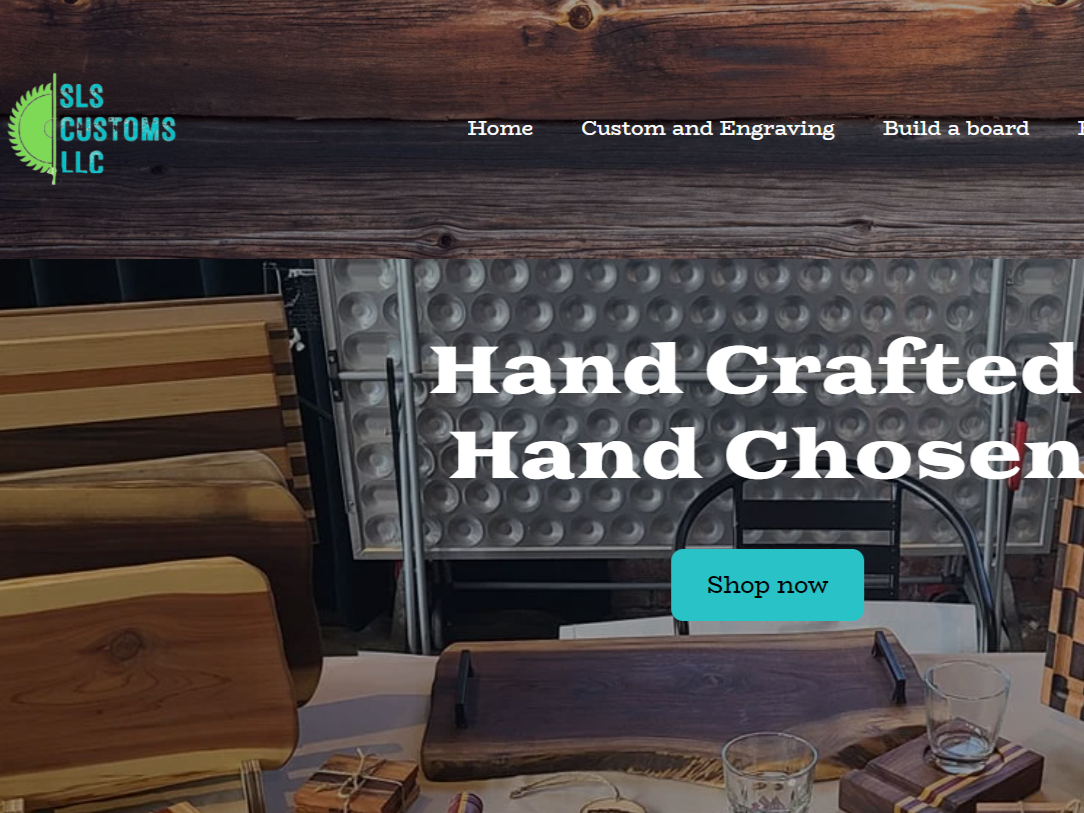 SLS
CUSTOMS
LLC
Home Custom and Engraving Build a board
Hand Crafted
Hand Chosen
Shop now